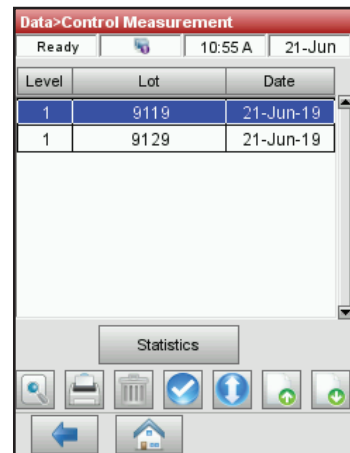 Data>Control Measurement
Ready 10:55 A 21-Jun
Level Lot Date
1 9119 21-Jun-19
1 9129 21-Jun-19
Statistics